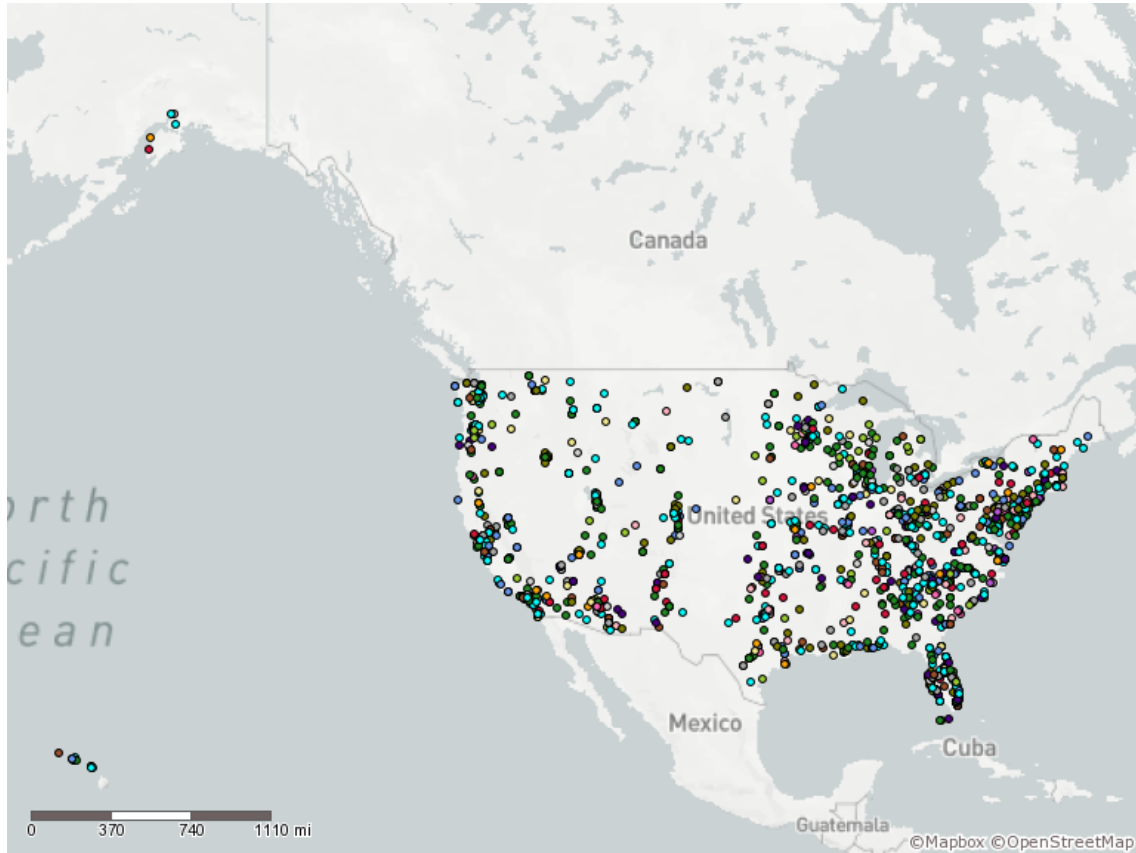 Canada
orth
United States
cific
ean
Mexico
Cuba
0 370 740 1110 mi
Guatemala
©Mapbox ©OpenStreetMap